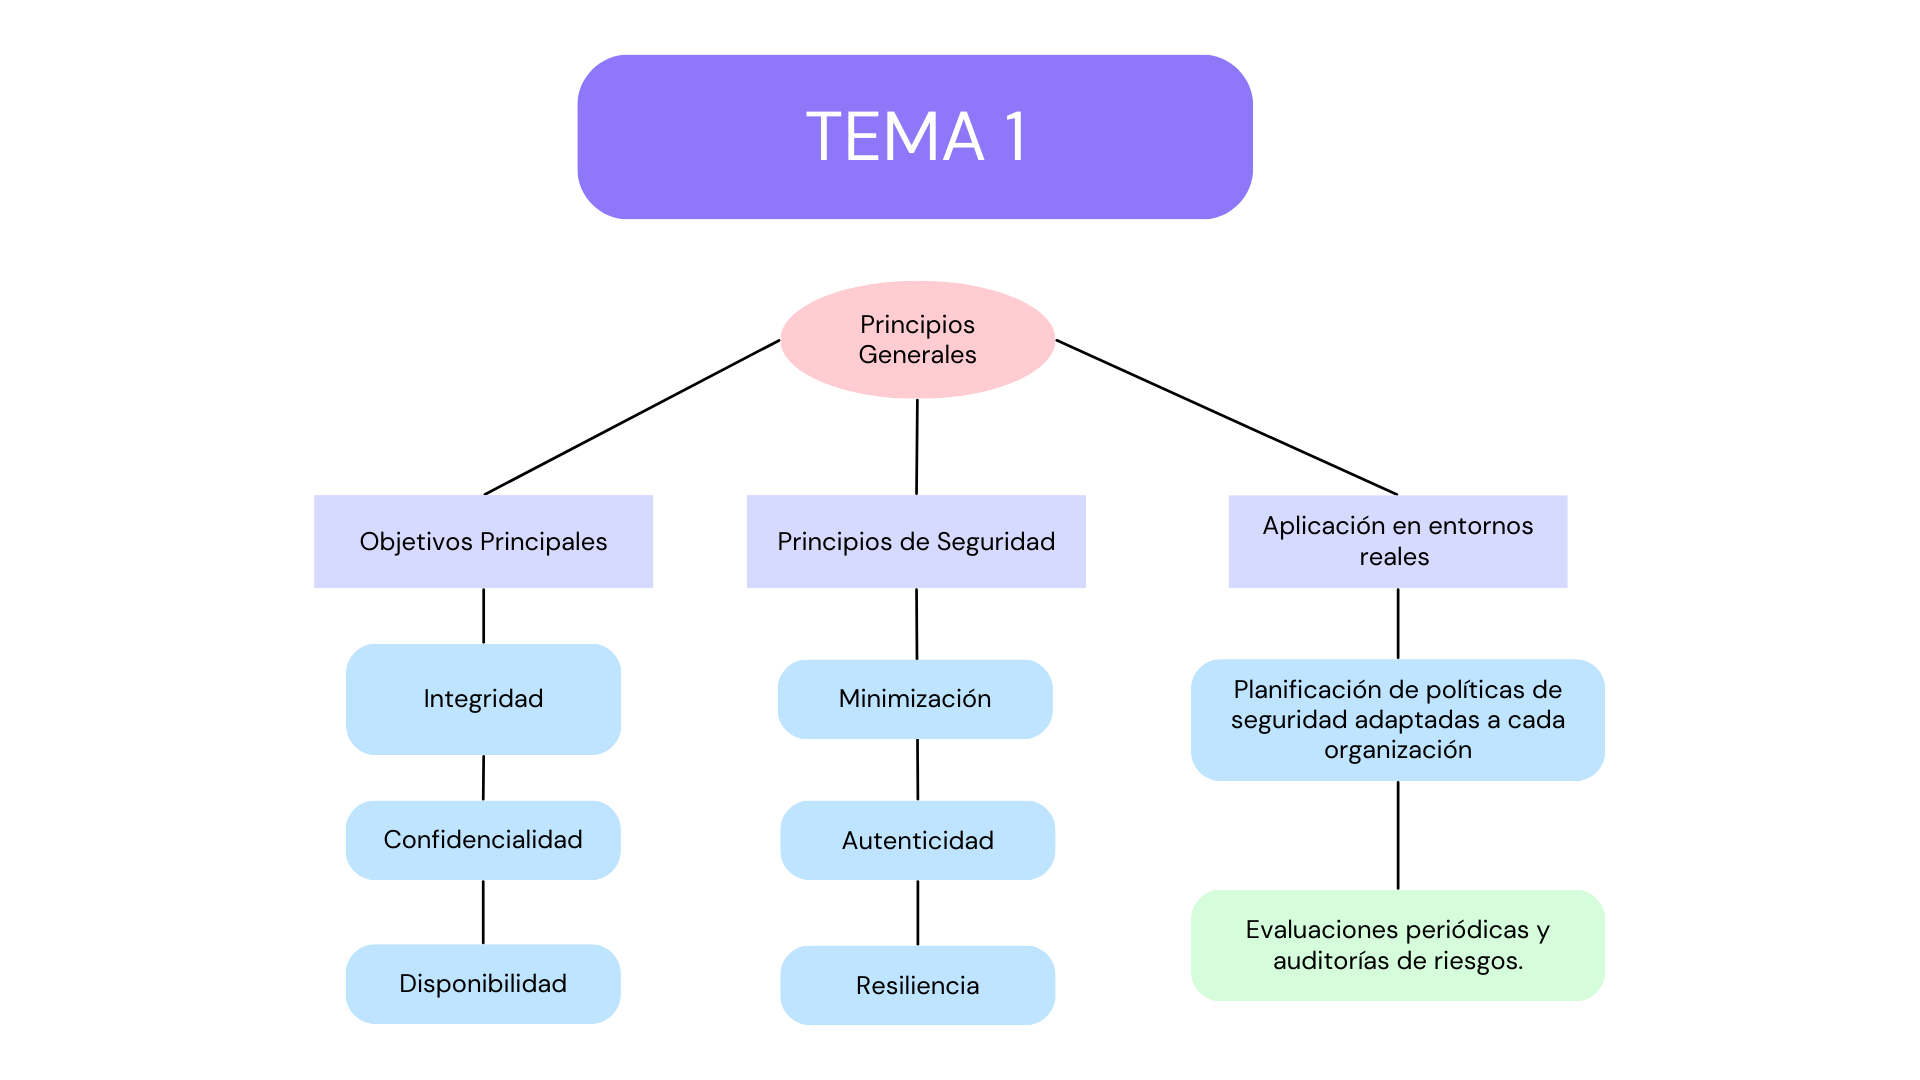 TEMA 1
Principios
Generales
Objetivos Principales
Principios de Seguridad
Aplicación en entornos
reales
Integridad
Confidencialidad
Disponibilidad
Minimización
Autenticidad
Resiliencia
Planificación de políticas de
seguridad adaptadas a cada
organización
Evaluaciones periódicas y
auditorías de riesgos.